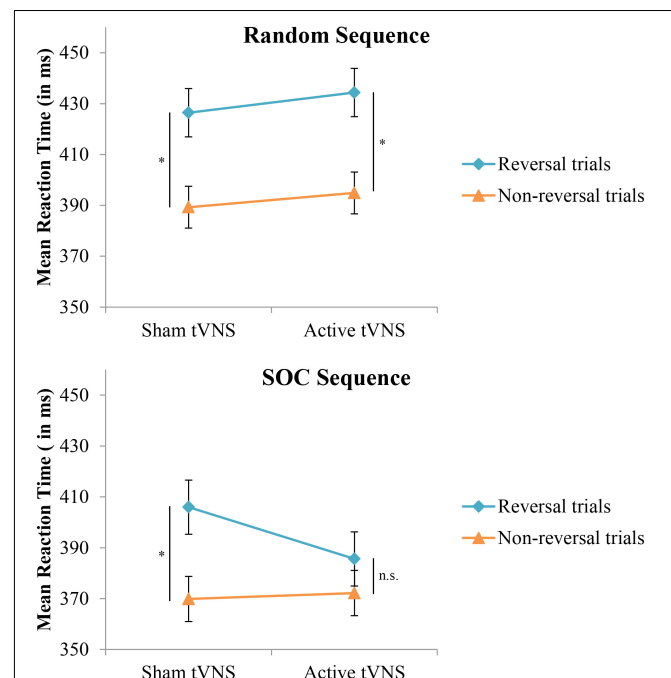 Random Sequence
Mean Reaction Time (in ms)
450
430
410
390
370
350
*
*
Sham tVNS
Active tVNS
Reversal trials
Non-reversal trials
SOC Sequence
Mean Reaction Time ( in ms)
450
430
410
390
370
350
*
n.s.
Sham tVNS
Active tVNS
Reversal trials
Non-reversal trials